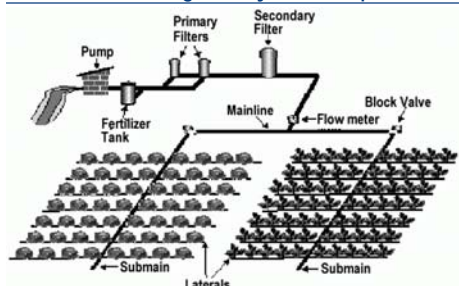 Secondary
Filter
Primary
Filters
Pump
Block Valve
Mainline
Flow meter
Fertilizer
Tank
Submain
Submain
Laterals